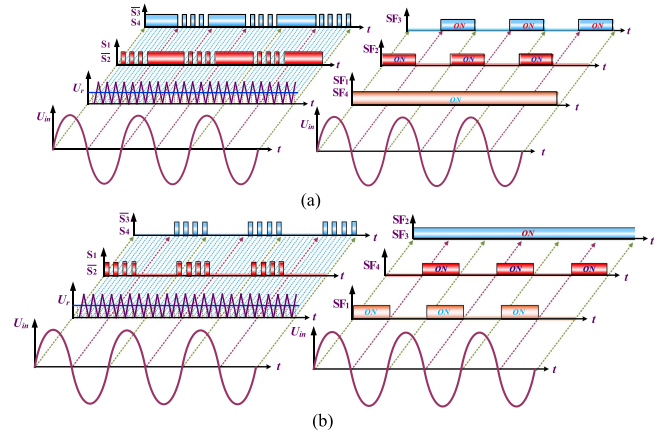 S̅3̅
S4
t
S1
S̅2̅
t
Ur
t
Uin
t
SF3
ON ON ON
t
SF2
ON ON ON
t
SF1
SF4
ON
t
Uin
t
(a)
S̅3̅
S4
t
S1
S̅2̅
t
Ur
t
Uin
t
SF2
SF3
ON
t
SF4
ON ON ON
t
SF1
ON ON ON
t
Uin
t
(b)